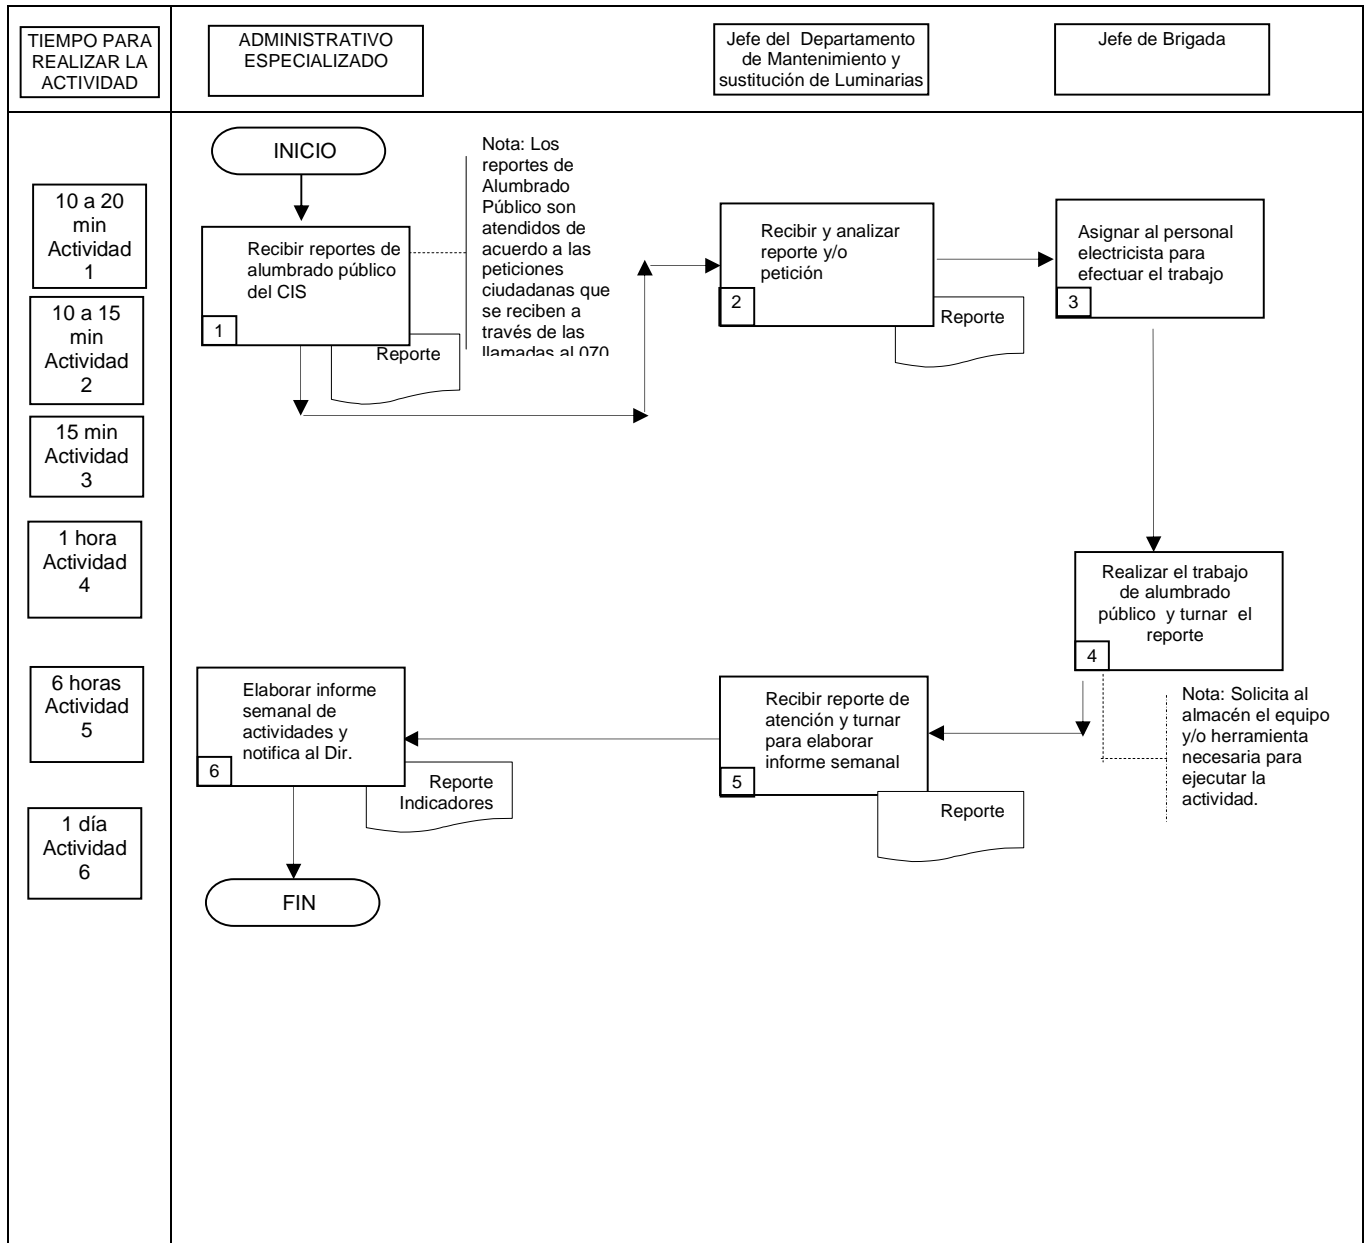 TIEMPO PARA
REALIZAR LA
ACTIVIDAD
ADMINISTRATIVO
ESPECIALIZADO
Jefe del Departamento
de Mantenimiento y
sustitución de Luminarias
Jefe de Brigada
10 a 20
min
Actividad
1
10 a 15
min
Actividad
2
15 min
Actividad
3
1 hora
Actividad
4
6 horas
Actividad
5
1 día
Actividad
6
INICIO
Recibir reportes de
alumbrado público
del CIS
1
Reporte
Nota: Los
reportes de
Alumbrado
Público son
atendidos de
acuerdo a las
peticiones
ciudadanas que
se reciben a
través de las
llamadas al 070
Recibir y analizar
reporte y/o
petición
2
Reporte
Asignar al personal
electricista para
efectuar el trabajo
3
Realizar el trabajo
de alumbrado
público y turnar el
reporte
4
Nota: Solicita al
almacén el equipo
y/o herramienta
necesaria para
ejecutar la
actividad.
Recibir reporte de
atención y turnar
para elaborar
informe semanal
5
Reporte
Elaborar informe
semanal de
actividades y
notifica al Dir.
6
Reporte
Indicadores
FIN